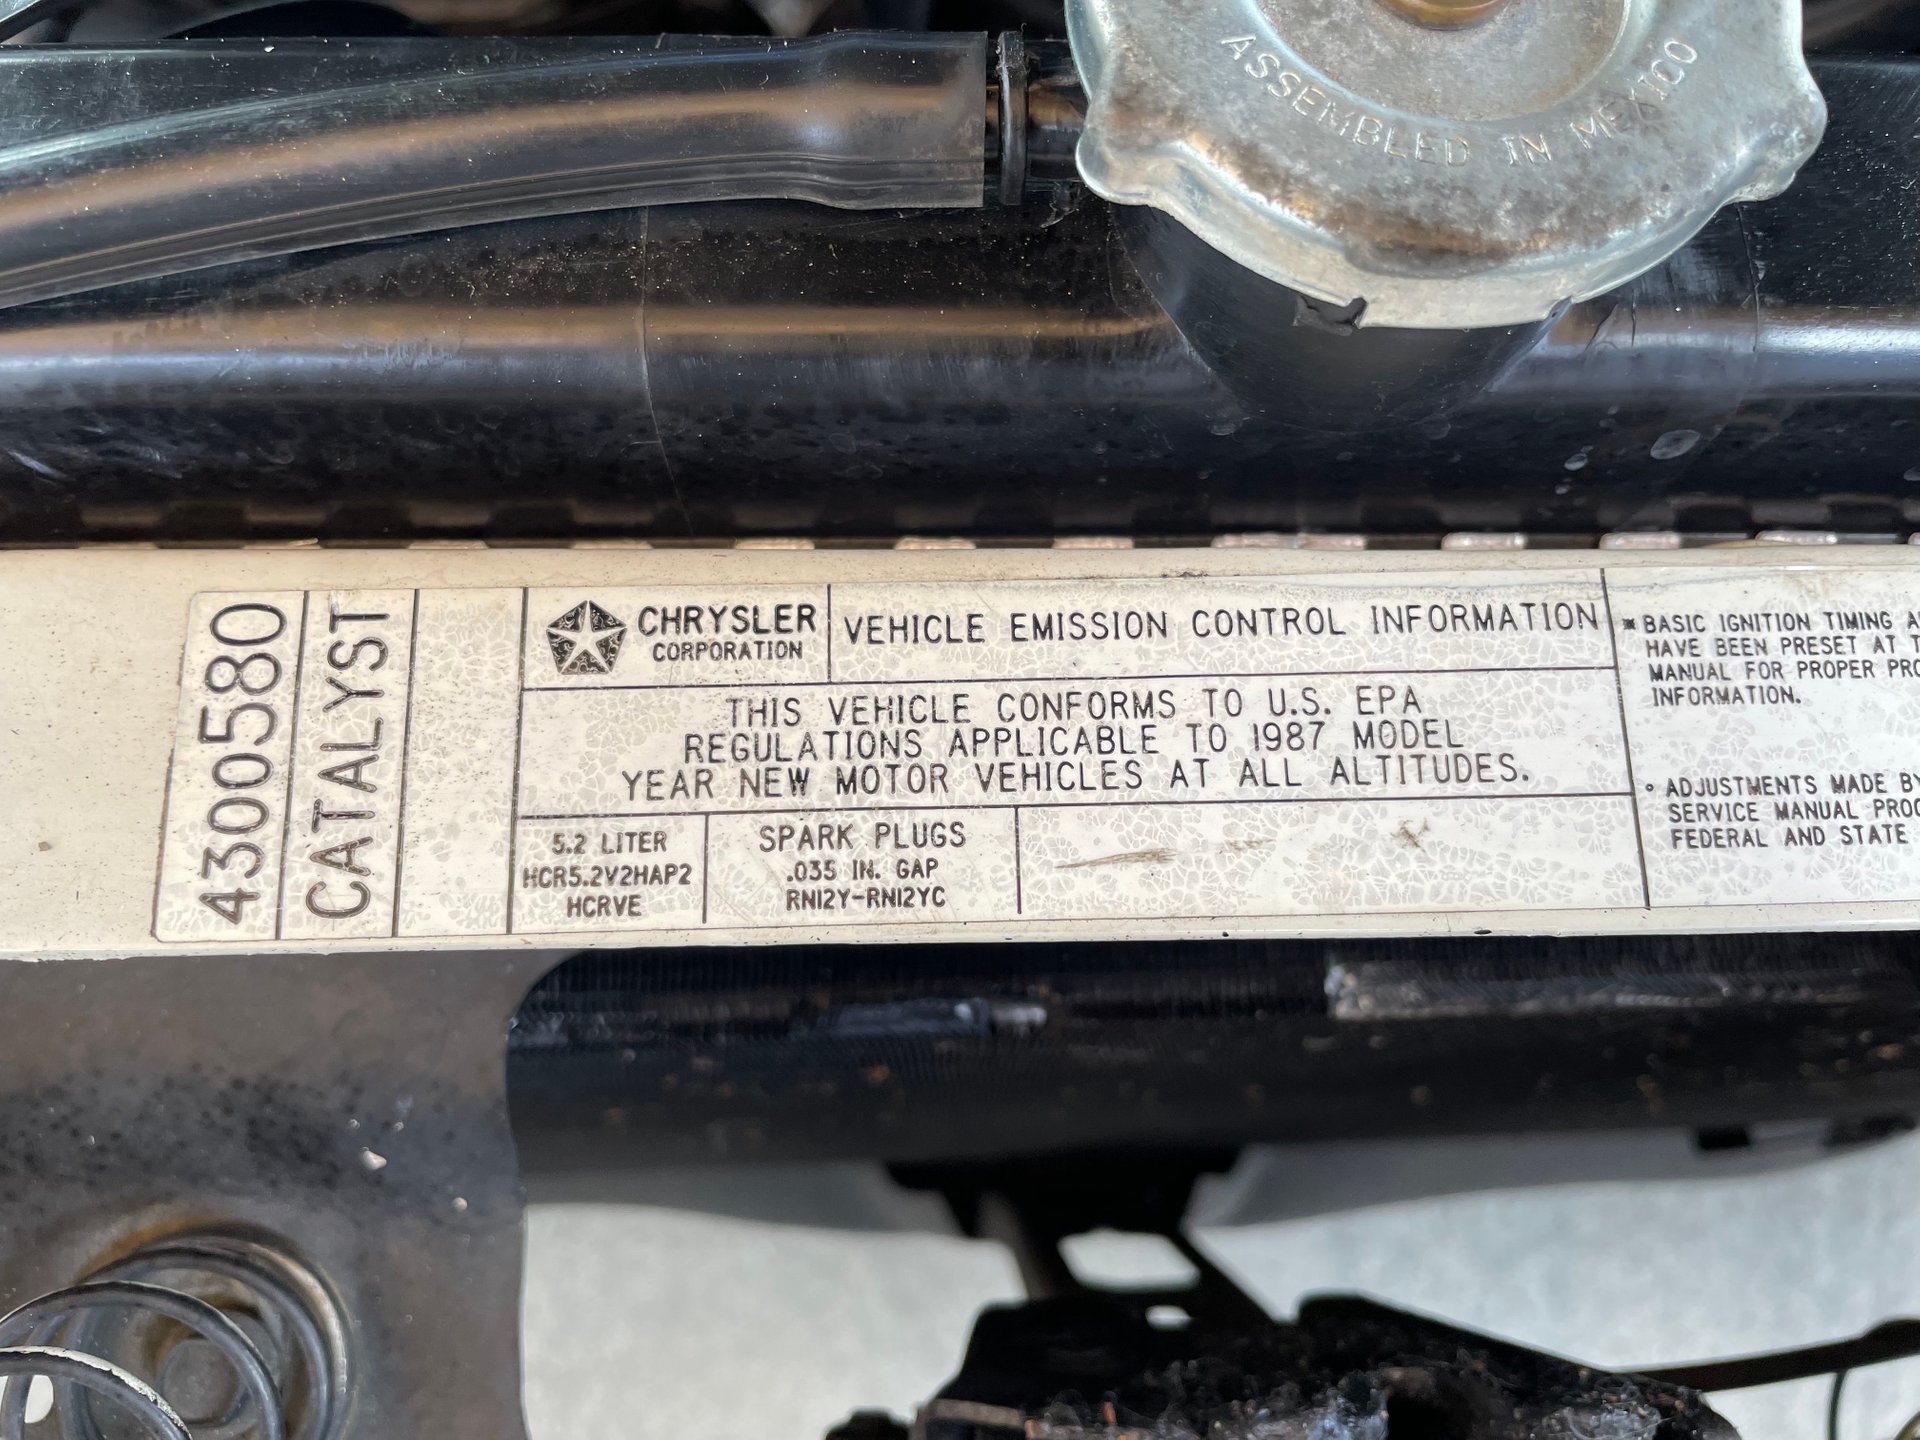 ASSEMBLED IN MEXICO
4300580
CATALYST
CHRYSLER
CORPORATION
VEHICLE EMISSION CONTROL INFORMATION
THIS VEHICLE CONFORMS TO U.S. EPA
REGULATIONS APPLICABLE TO 1987 MODEL
YEAR NEW MOTOR VEHICLES AT ALL ALTITUDES.
5.2 LITER
HCR5.2V2HAP2
HCRVE
SPARK PLUGS
.035 IN. GAP
RN12Y-RN12YC
* BASIC IGNITION TIMING
HAVE BEEN PRESET AT
MANUAL FOR PROPER
INFORMATION.
° ADJUSTMENTS MADE BY
SERVICE MANUAL
FEDERAL AND STATE